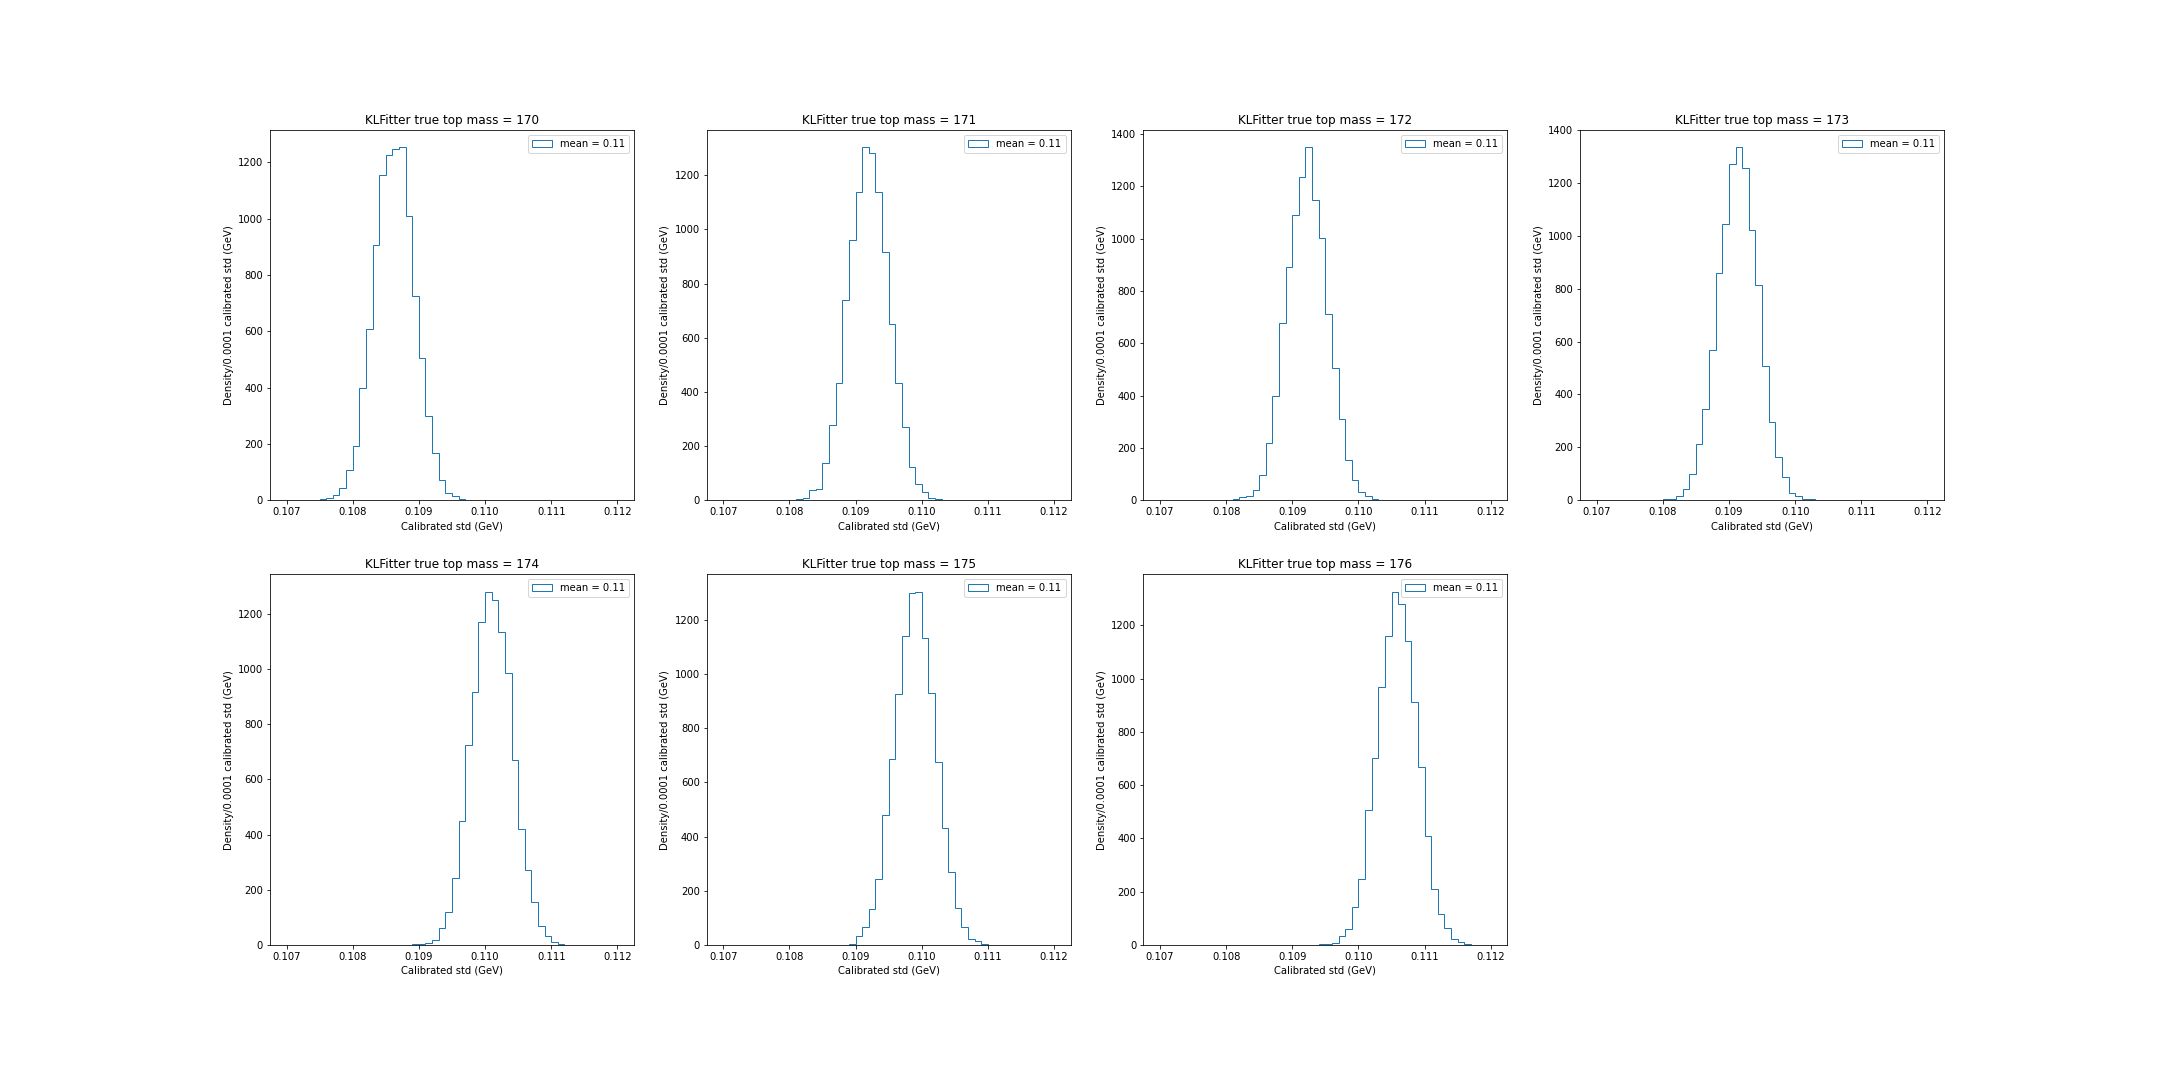 KLFitter true top mass = 170
mean = 0.11
Density/0.0001 calibrated std (GeV)
1200
1000
800
600
400
200
0
0.107 0.108 0.109 0.110 0.111 0.112
Calibrated std (GeV)
KLFitter true top mass = 171
mean = 0.11
Density/0.0001 calibrated std (GeV)
1200
1000
800
600
400
200
0
0.107 0.108 0.109 0.110 0.111 0.112
Calibrated std (GeV)
KLFitter true top mass = 172
mean = 0.11
Density/0.0001 calibrated std (GeV)
1400
1200
1000
800
600
400
200
0
0.107 0.108 0.109 0.110 0.111 0.112
Calibrated std (GeV)
KLFitter true top mass = 173
mean = 0.11
Density/0.0001 calibrated std (GeV)
1400
1200
1000
800
600
400
200
0
0.107 0.108 0.109 0.110 0.111 0.112
Calibrated std (GeV)
KLFitter true top mass = 174
mean = 0.11
Density/0.0001 calibrated std (GeV)
1200
1000
800
600
400
200
0
0.107 0.108 0.109 0.110 0.111 0.112
Calibrated std (GeV)
KLFitter true top mass = 175
mean = 0.11
Density/0.0001 calibrated std (GeV)
1200
1000
800
600
400
200
0
0.107 0.108 0.109 0.110 0.111 0.112
Calibrated std (GeV)
KLFitter true top mass = 176
mean = 0.11
Density/0.0001 calibrated std (GeV)
1200
1000
800
600
400
200
0
0.107 0.108 0.109 0.110 0.111 0.112
Calibrated std (GeV)